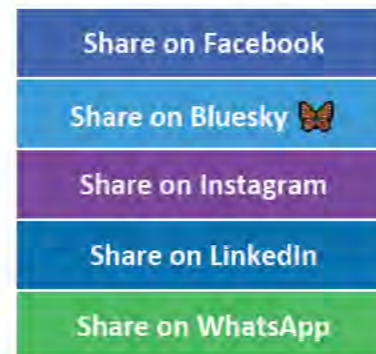 Share on Facebook
Share on Bluesky 🦋
Share on Instagram
Share on LinkedIn
Share on WhatsApp